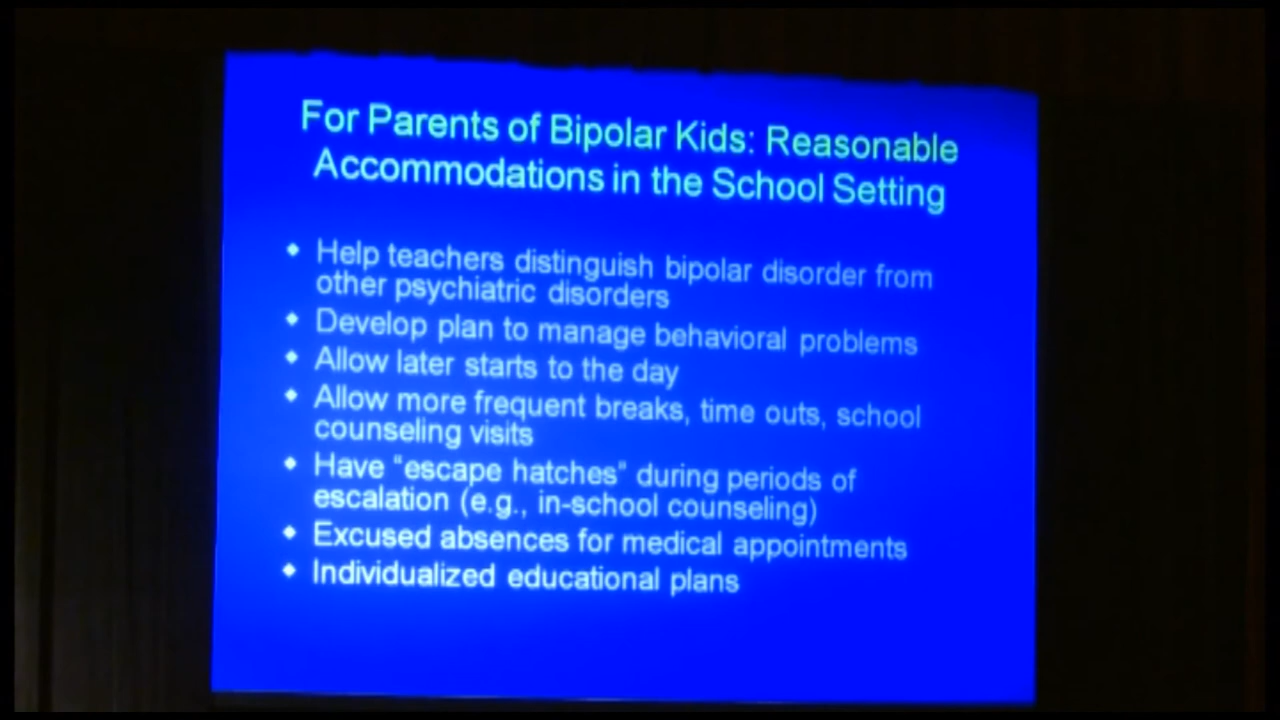 For Parents of Bipolar Kids: Reasonable
Accommodations in the School Setting
◆ Help teachers distinguish bipolar disorder from
other psychiatric disorders
◆ Develop plan to manage behavioral problems
◆ Allow later starts to the day
◆ Allow more frequent breaks, time outs, school
counseling visits
◆ Have “escape hatches” during periods of
escalation (e.g., in-school counseling)
◆ Excused absences for medical appointments
◆ Individualized educational plans